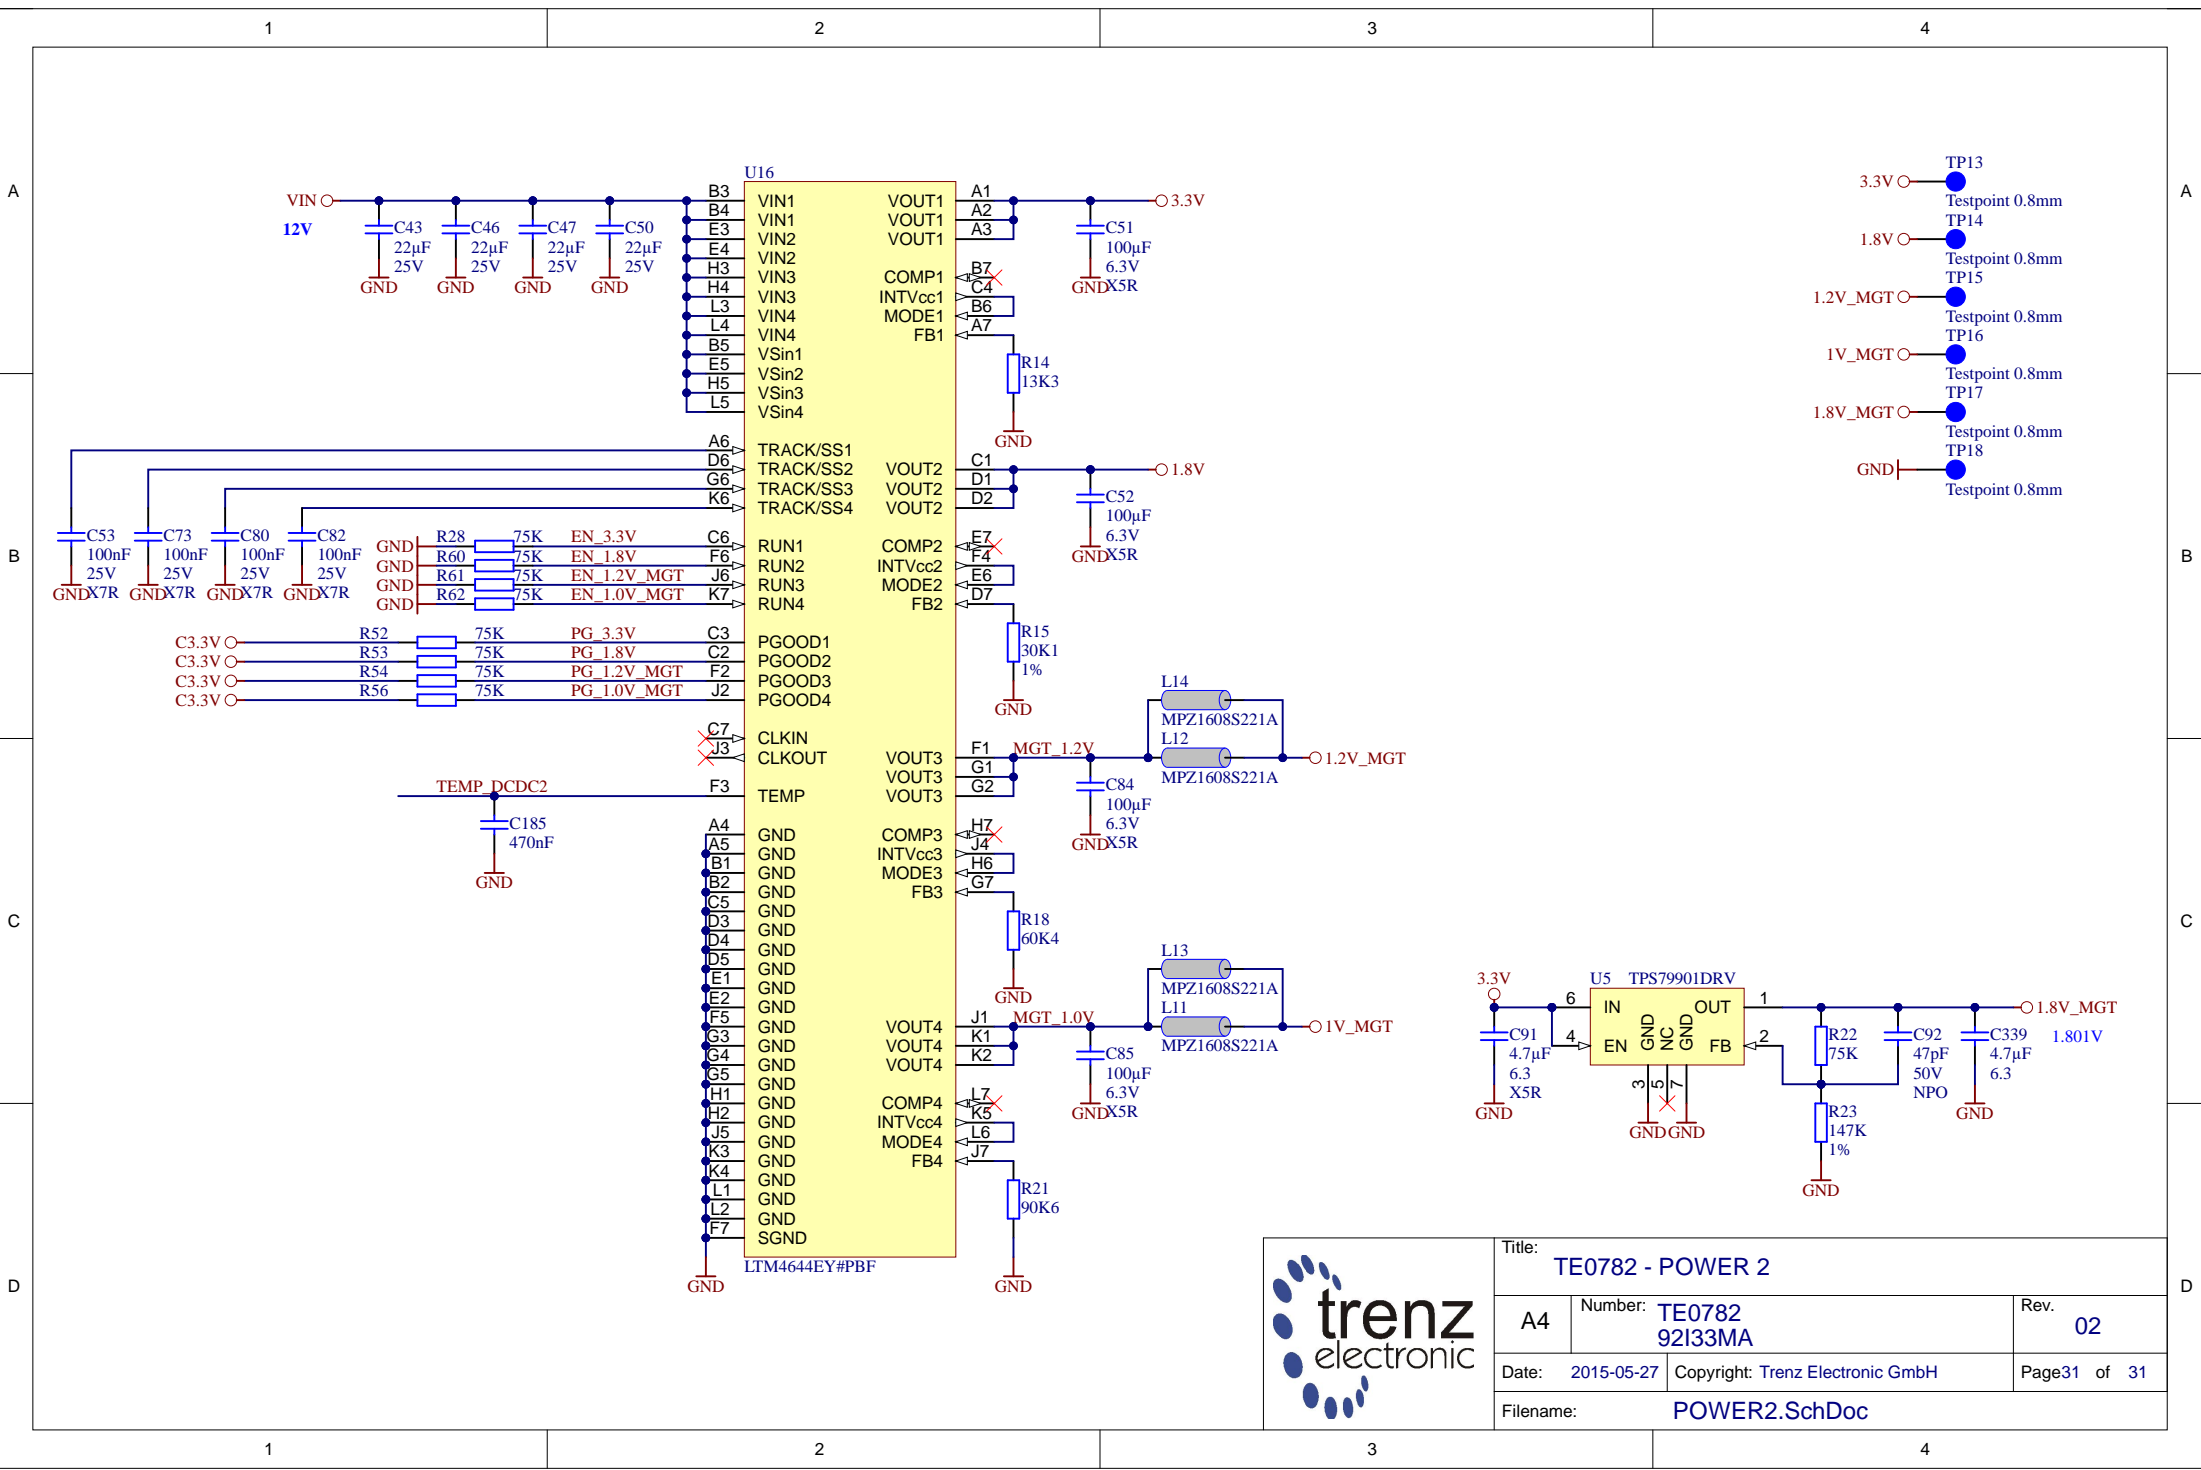 1 2 3 4
A A
B B
C C
D D
1 2 3 4
VIN
12V
C43
22µF
25V
GND
C46
22µF
25V
GND
C47
22µF
25V
GND
C50
22µF
25V
GND
U16
B3 VIN1
B4 VIN1
E3 VIN2
E4 VIN2
H3 VIN3
H4 VIN3
L3 VIN4
L4 VIN4
B5 VSin1
E5 VSin2
H5 VSin3
L5 VSin4
A6 TRACK/SS1
D6 TRACK/SS2
G6 TRACK/SS3
K6 TRACK/SS4
C53
100nF
25V
GND X7R
C73
100nF
25V
GND X7R
C80
100nF
25V
GND X7R
C82
100nF
25V
GND X7R
GND R28 75K EN_3.3V C6 RUN1
GND R60 75K EN_1.8V F6 RUN2
GND R61 75K EN_1.2V_MGT J6 RUN3
GND R62 75K EN_1.0V_MGT K7 RUN4
C3.3V R52 75K PG_3.3V C3 PGOOD1
C3.3V R53 75K PG_1.8V C2 PGOOD2
C3.3V R54 75K PG_1.2V_MGT F2 PGOOD3
C3.3V R56 75K PG_1.0V_MGT J2 PGOOD4
C7 CLKIN
J3 CLKOUT
TEMP_DCDC2 F3 TEMP
C185
470nF
GND
A4 GND
A5 GND
B1 GND
B2 GND
C5 GND
D3 GND
D4 GND
D5 GND
E1 GND
E2 GND
F5 GND
G3 GND
G4 GND
G5 GND
H1 GND
H2 GND
J5 GND
K3 GND
K4 GND
L1 GND
L2 GND
F7 SGND
GND
LTM4644EY#PBF
VOUT1 A1
VOUT1 A2
VOUT1 A3
3.3V
C51
100µF
6.3V
GND X5R
COMP1 B7
INTVcc1 C4
MODE1 B6
FB1 A7
R14
13K3
GND
VOUT2 C1
VOUT2 D1
VOUT2 D2
1.8V
C52
100µF
6.3V
GND X5R
COMP2 E7
INTVcc2 F4
MODE2 E6
FB2 D7
R15
30K1
1%
GND
VOUT3 F1 MGT_1.2V
VOUT3 G1
VOUT3 G2
L14
MPZ1608S221A
L12
MPZ1608S221A
1.2V_MGT
C84
100µF
6.3V
GND X5R
COMP3 H7
INTVcc3 J4
MODE3 H6
FB3 G7
R18
60K4
GND
VOUT4 J1 MGT_1.0V
VOUT4 K1
VOUT4 K2
L13
MPZ1608S221A
L11
MPZ1608S221A
1V_MGT
C85
100µF
6.3V
GND X5R
COMP4 L7
INTVcc4 K5
MODE4 L6
FB4 J7
R21
90K6
GND
3.3V TP13
Testpoint 0.8mm
1.8V TP14
Testpoint 0.8mm
1.2V_MGT TP15
Testpoint 0.8mm
1V_MGT TP16
Testpoint 0.8mm
1.8V_MGT TP17
Testpoint 0.8mm
GND TP18
Testpoint 0.8mm
3.3V
C91
4.7µF
6.3
X5R
GND
U5 TPS79901DRV
6 IN OUT 1
4 EN FB 2
GND NC GND
3 5 7
GND GND
R22
75K
R23
147K
1%
GND
C92
47pF
50V
NPO
C339
4.7µF
6.3
GND
1.8V_MGT
1.801V
trenz
electronic
Title:
TE0782 - POWER 2
A4
Number: TE0782
92I33MA
Rev.
02
Date: 2015-05-27
Copyright: Trenz Electronic GmbH
Page31 of 31
Filename: POWER2.SchDoc